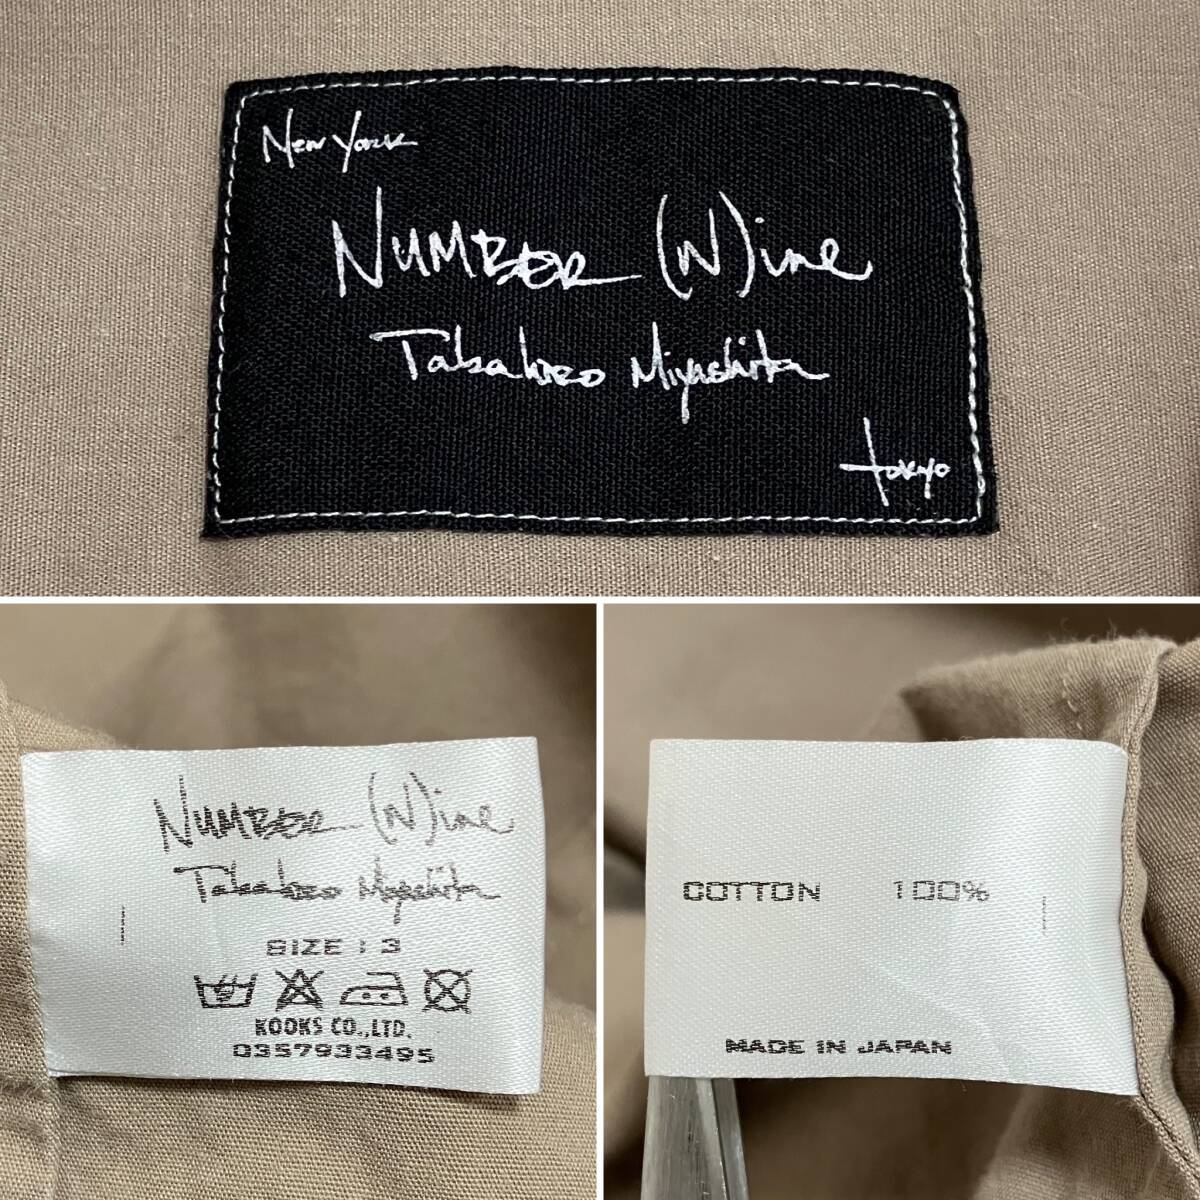 New York
NUMBER (N)ine
Takahiro Miyashita
tokyo
NUMBER (N)ine
Takahiro Miyashita
SIZE : 3
KOOKS CO.,LTD.
0357933495
COTTON 100%
MADE IN JAPAN